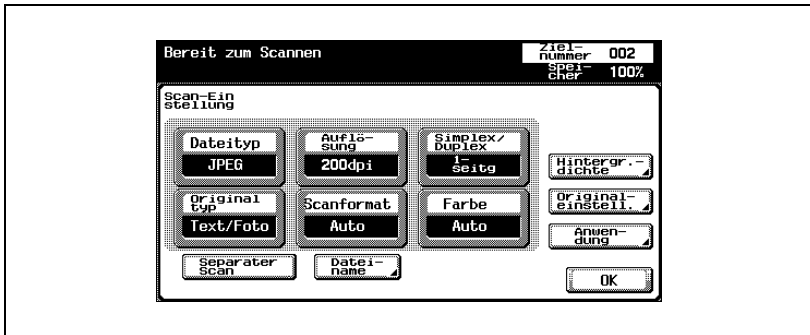 Bereit zum Scannen
Ziel-
nummer 002
Spei-
cher 100%
Scan-Ein
stellung
Dateityp
JPEG
Auflö-
sung
200dpi
Simplex/
Duplex
1-
seitg
Hintergr.-
dichte
Original
typ
Text/Foto
Scanformat
Auto
Farbe
Auto
Original-
einstell.
Anwen-
dung
Separater
Scan
Datei-
name
OK